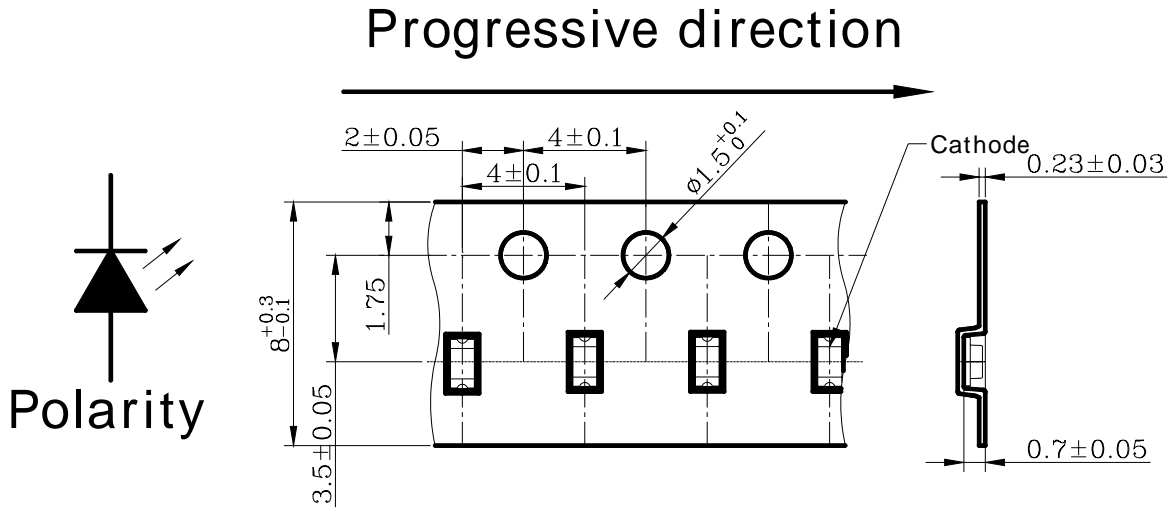 Progressive direction
2±0.05
4±0.1
4±0.1
ø1.5 +0.1 0
Cathode
0.23±0.03
8 +0.3 -0.1
1.75
3.5±0.05
Polarity
0.7±0.05